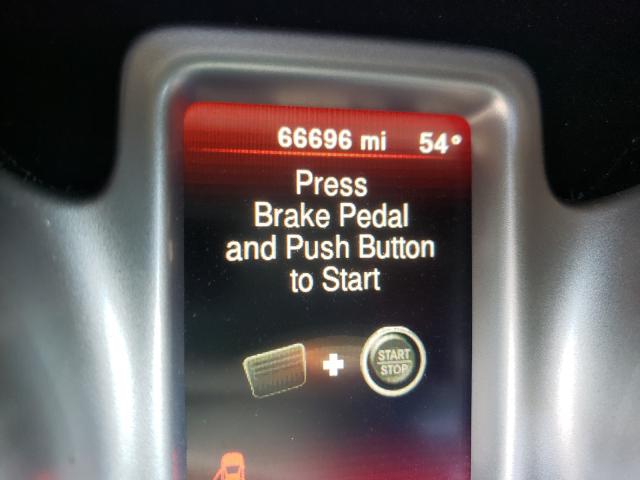 66696 mi 54°
Press
Brake Pedal
and Push Button
to Start
START
STOP